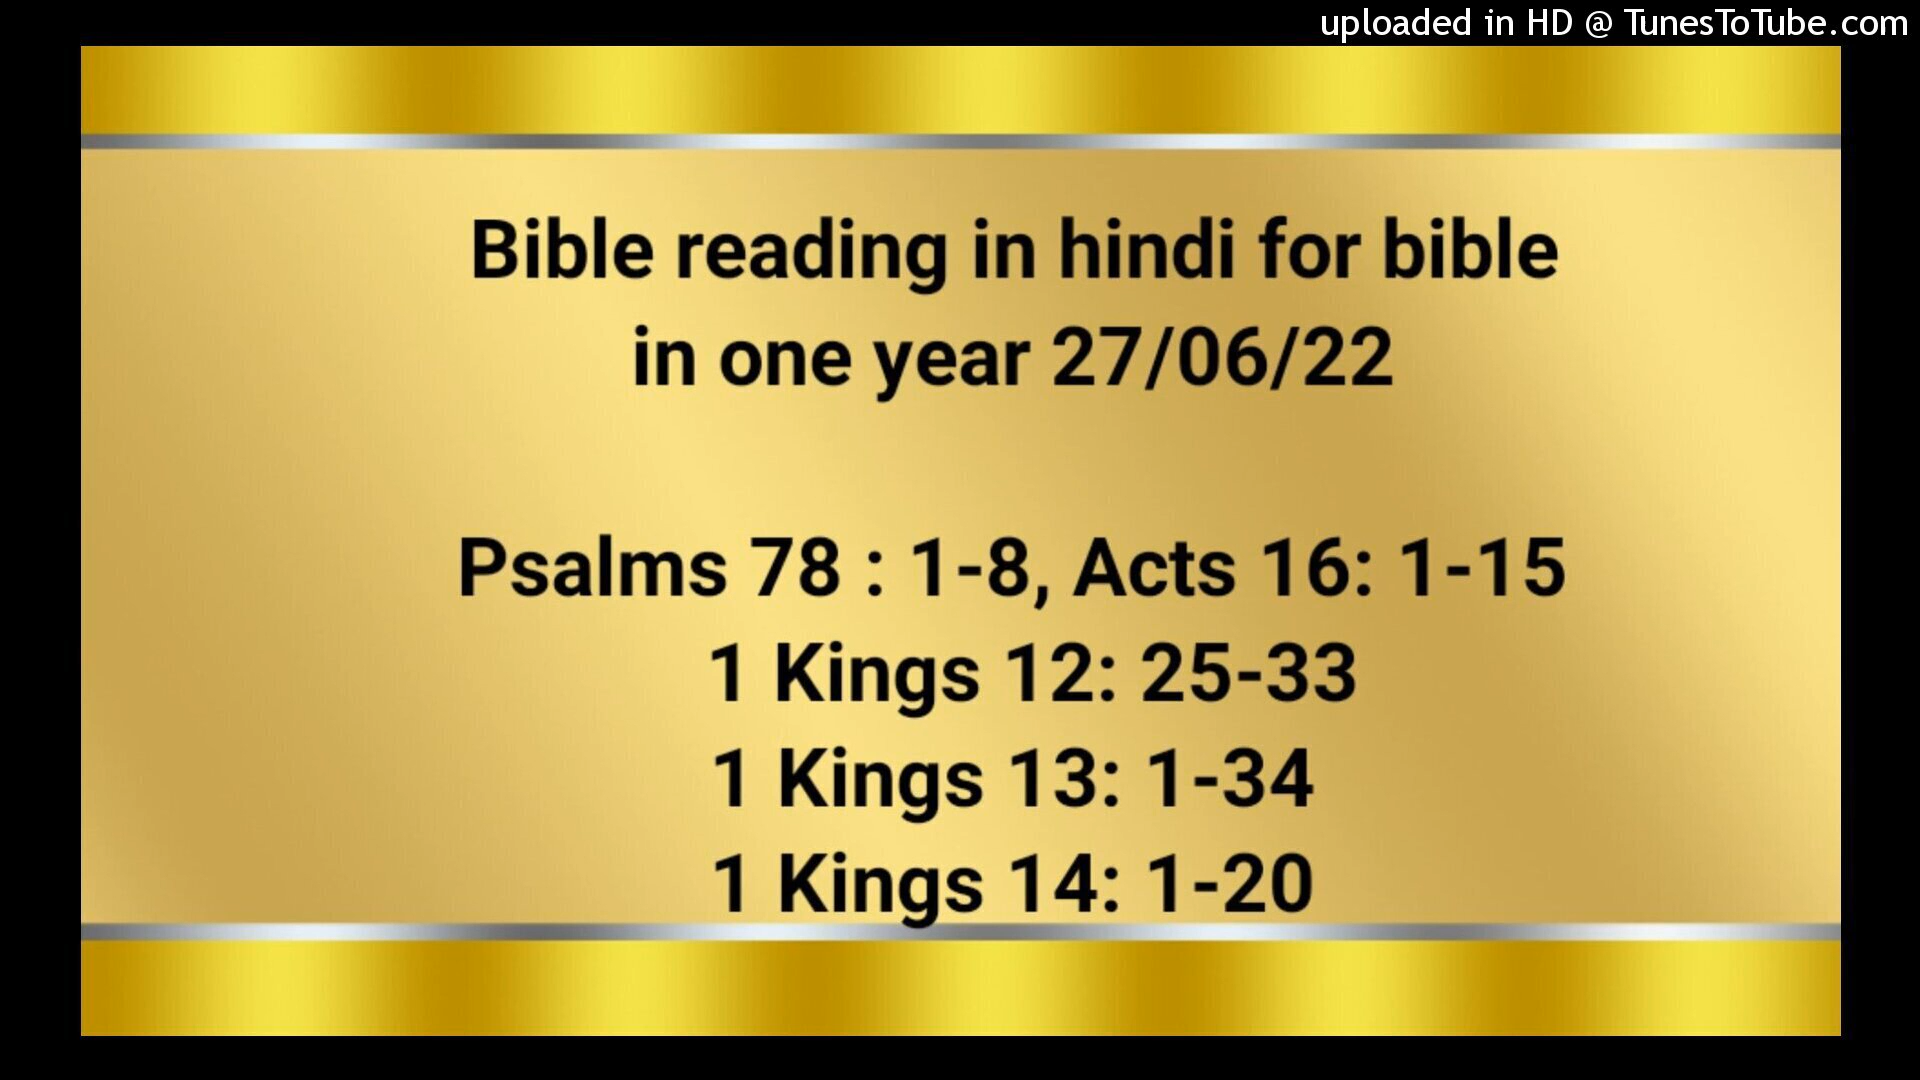 uploaded in HD @ TunesToTube.com
Bible reading in hindi for bible
in one year 27/06/22
Psalms 78 : 1-8, Acts 16: 1-15
1 Kings 12: 25-33
1 Kings 13: 1-34
1 Kings 14: 1-20